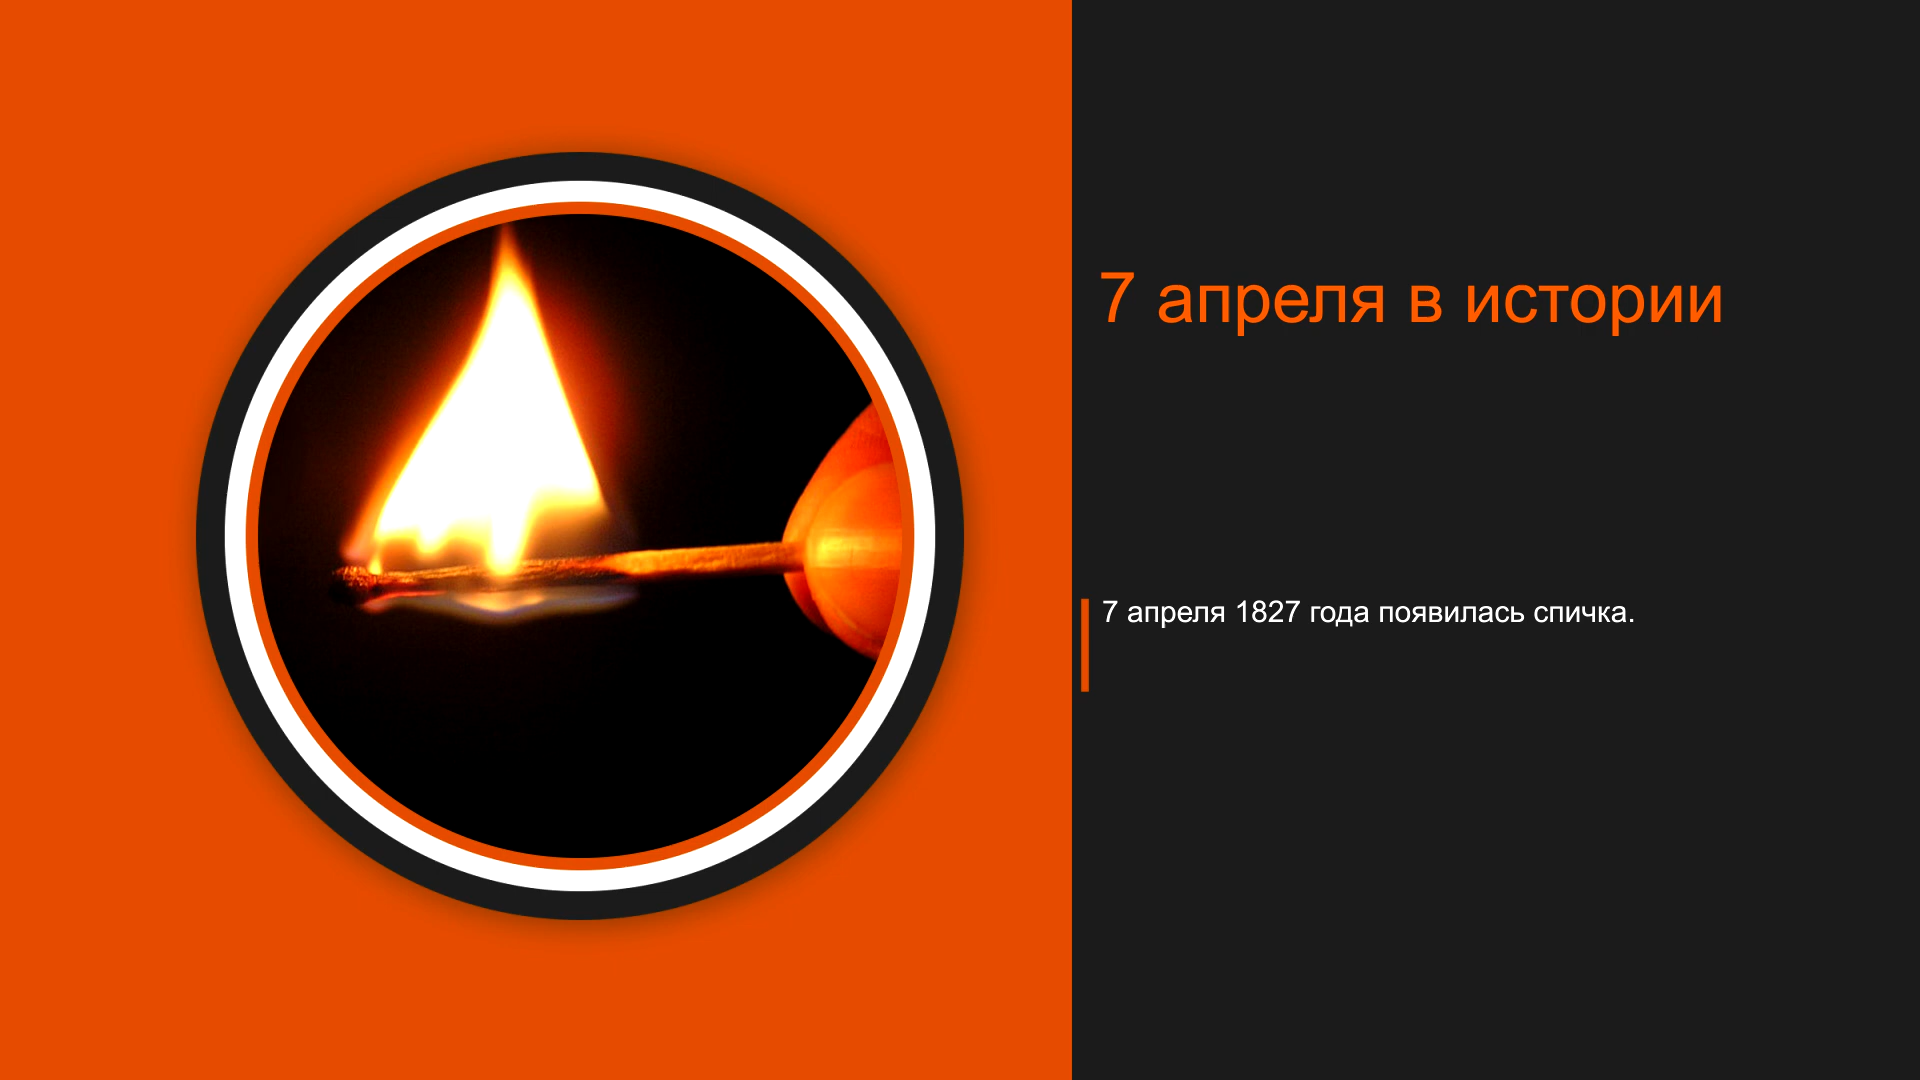 7 апреля в истории
7 апреля 1827 года появилась спичка.